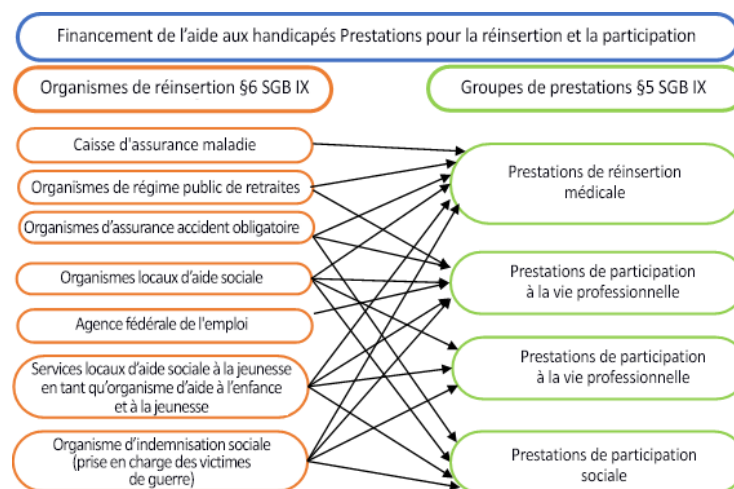 Financement de l'aide aux handicapés Prestations pour la réinsertion et la participation
Organismes de réinsertion §6 SGB IX
Groupes de prestations §5 SGB IX
Caisse d'assurance maladie
Organismes de régime public de retraites
Organismes d'assurance accident obligatoire
Organismes locaux d'aide sociale
Agence fédérale de l'emploi
Services locaux d'aide sociale à la jeunesse
en tant qu'organisme d'aide à l'enfance
et à la jeunesse
Organisme d'indemnisation sociale
(prise en charge des victimes
de guerre)
Prestations de réinsertion
médicale
Prestations de participation
à la vie professionnelle
Prestations de participation
à la vie professionnelle
Prestations de participation
sociale